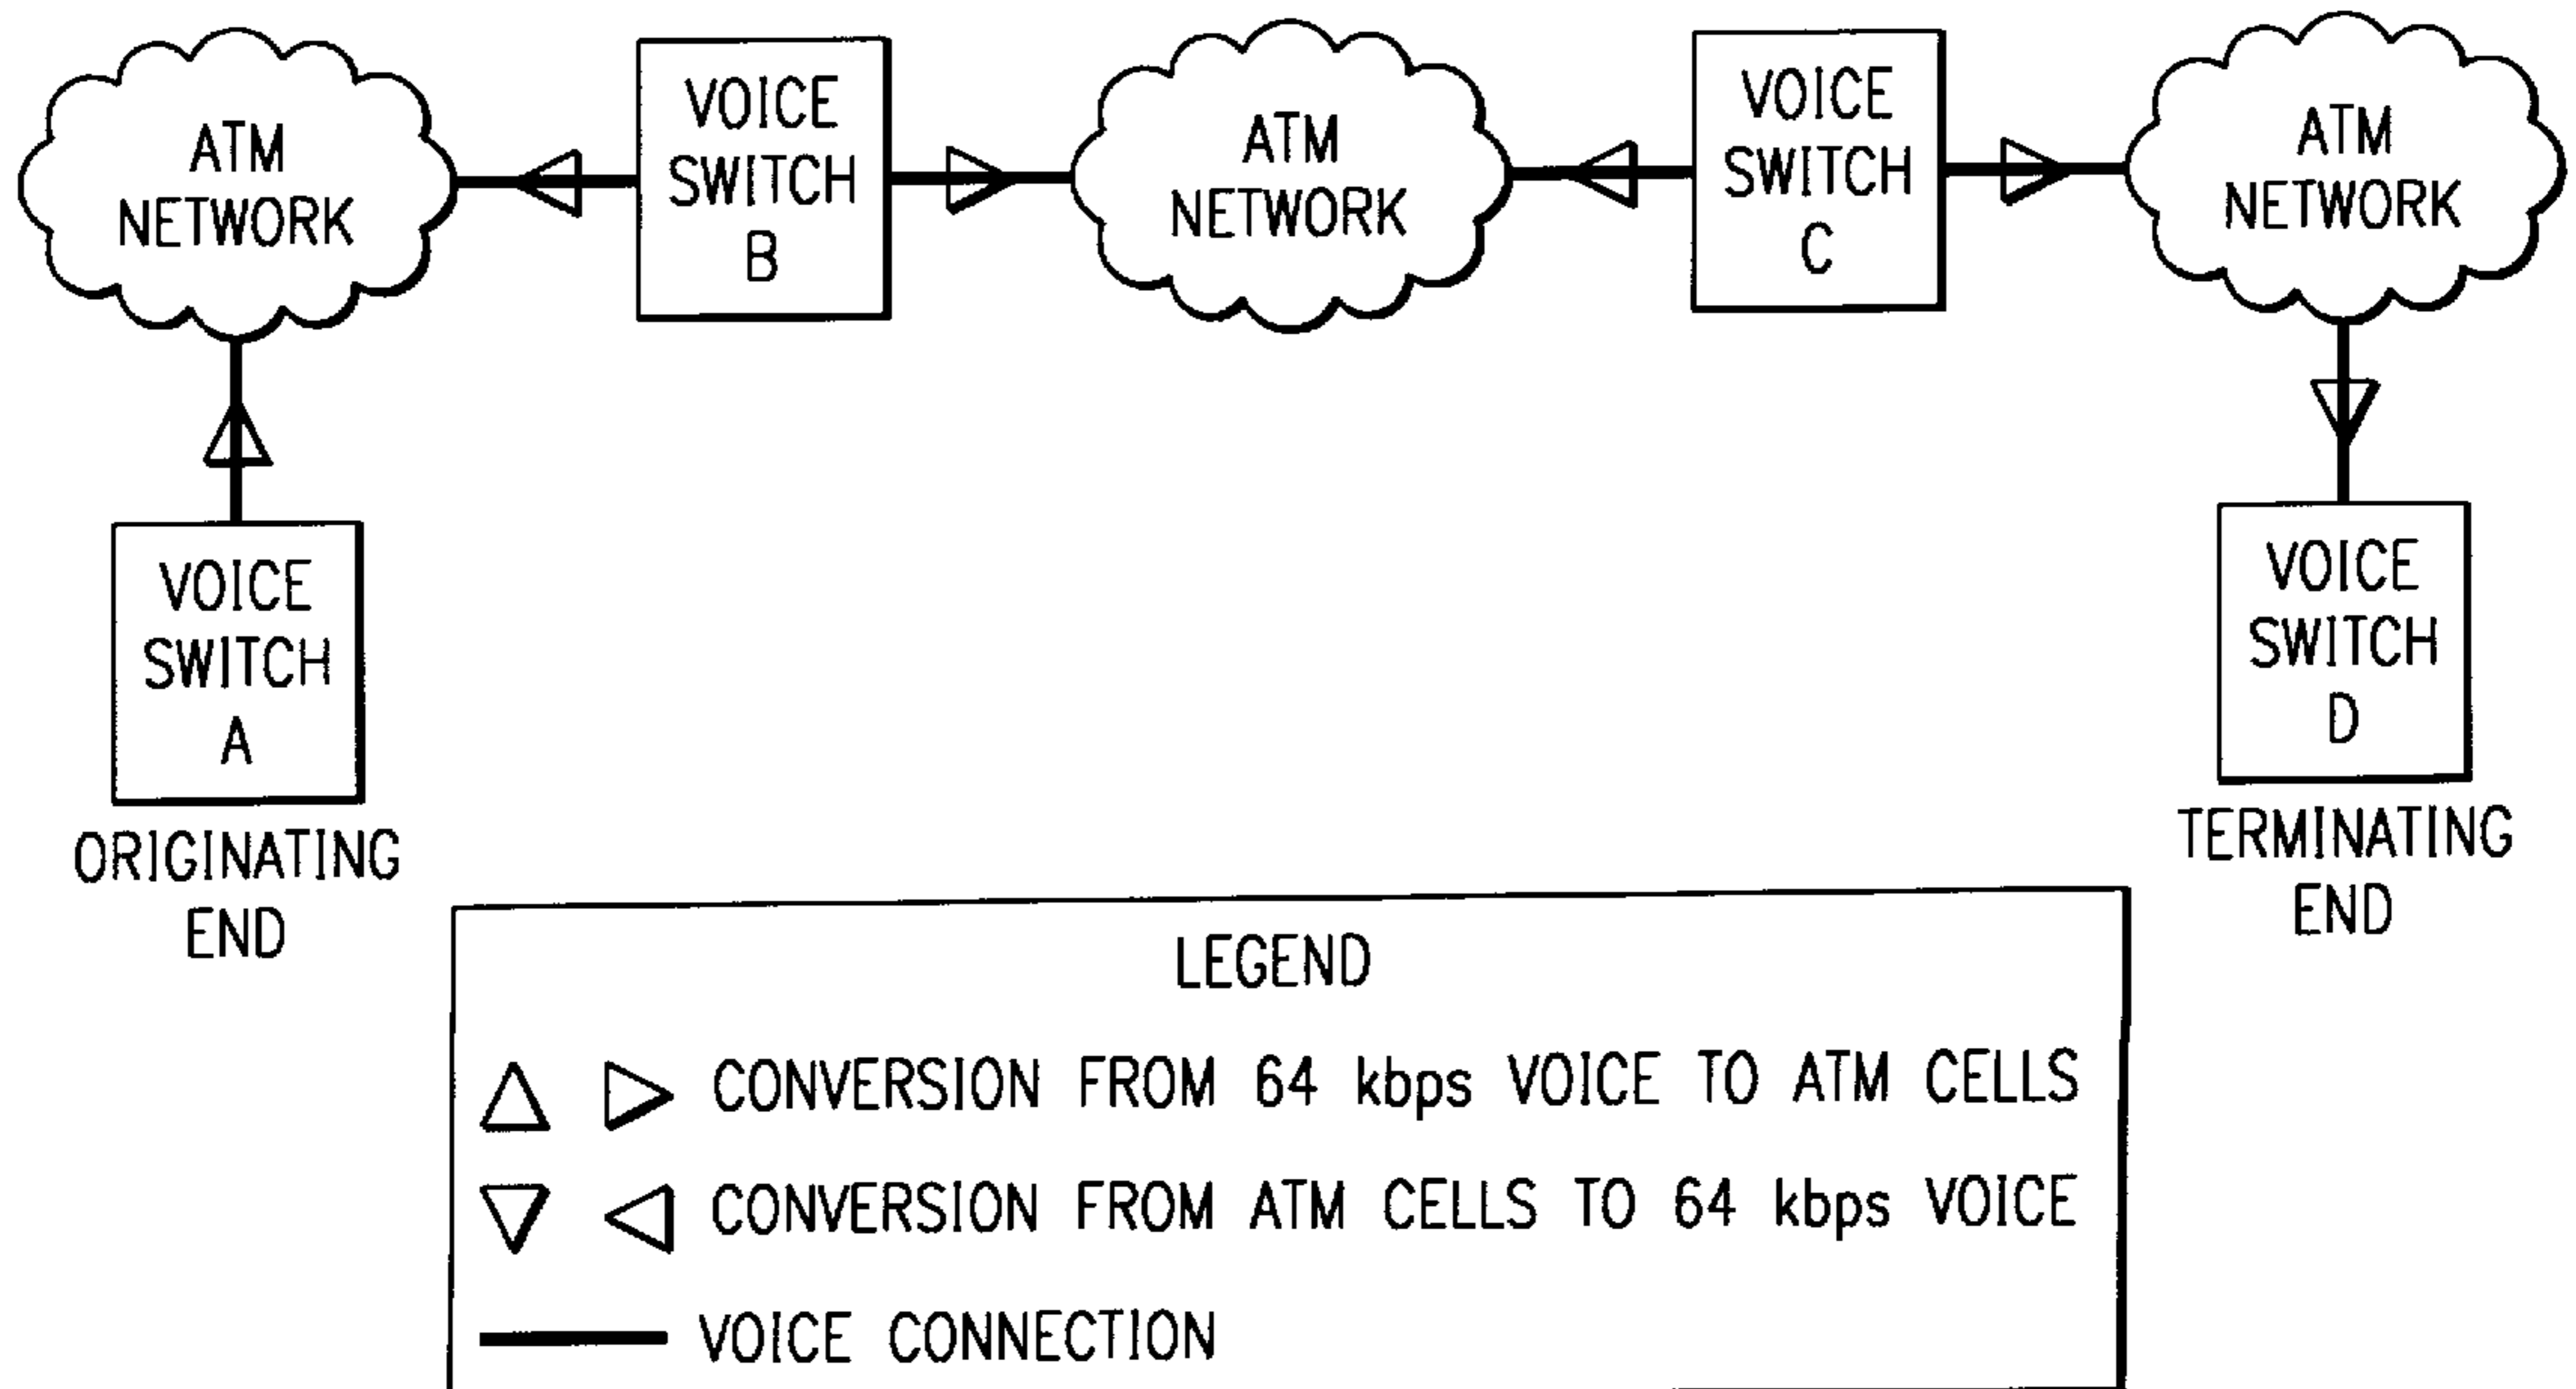 ATM
NETWORK
VOICE
SWITCH
B
ATM
NETWORK
VOICE
SWITCH
C
ATM
NETWORK
VOICE
SWITCH
A
ORIGINATING
END
VOICE
SWITCH
D
TERMINATING
END
LEGEND
CONVERSION FROM 64 kbps VOICE TO ATM CELLS
CONVERSION FROM ATM CELLS TO 64 kbps VOICE
VOICE CONNECTION